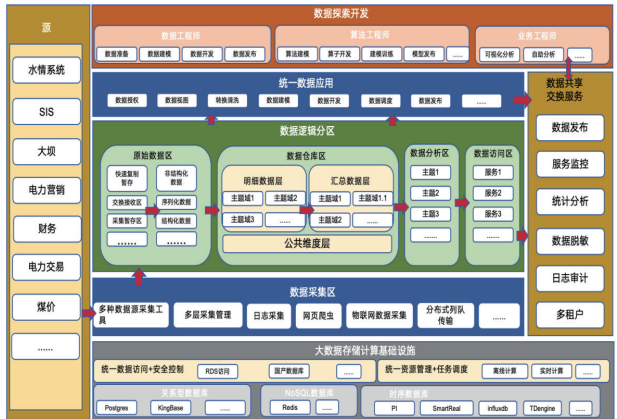 源
水情系统
SIS
大坝
电力营销
财务
电力交易
煤价
......
数据探索开发
数据工程师
数据准备
数据建模
数据开发
数据发布
算法工程师
算法建模
算子开发
建模训练
模型发布
......
业务工程师
可视化分析
自助分析
......
统一数据应用
数据授权
数据视图
转换清洗
数据建模
数据开发
数据调度
数据发布
......
数据逻辑分区
原始数据区
快速复制
暂存
非结构化
数据
交换接收区
序列化数据
采集暂存区
结构化数据
......
......
数据仓库区
明细数据层
主题域1
主题域2
主题域3
......
汇总数据层
主题域1
主题域1.1
主题域2
......
公共维度层
数据分析区
主题1
主题2
主题3
......
数据访问区
服务1
服务2
服务3
......
数据采集区
多种数据源采集工
具
多层采集管理
日志采集
网页爬虫
物联网数据采集
分布式列队
传输
......
数据共享
交换服务
数据发布
服务监控
统计分析
数据脱敏
日志审计
多租户
大数据存储计算基础设施
统一数据访问+安全控制
RDS访问
国产数据库
......
统一资源管理+任务调度
离线计算
实时计算
......
关系型数据库
Postgres
KingBase
......
NoSQL数据库
Redis
......
时序数据库
PI
SmartReal
influxdb
TDengine
......